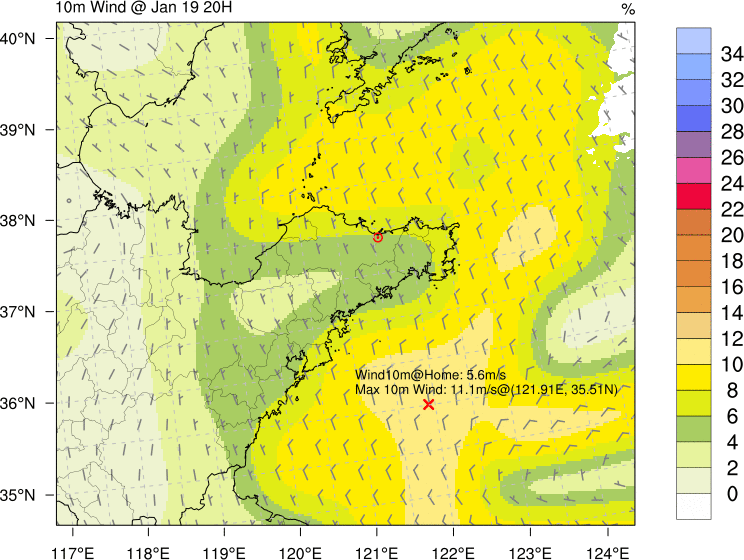 10m Wind @ Jan 19 20H
%
40°N
39°N
38°N
37°N
36°N
35°N
117°E
118°E
119°E
120°E
121°E
122°E
123°E
124°E
Wind10m@Home: 5.6m/s
Max 10m Wind: 11.1m/s@(121.91E, 35.51N)
34
32
30
28
26
24
22
20
18
16
14
12
10
8
6
4
2
0